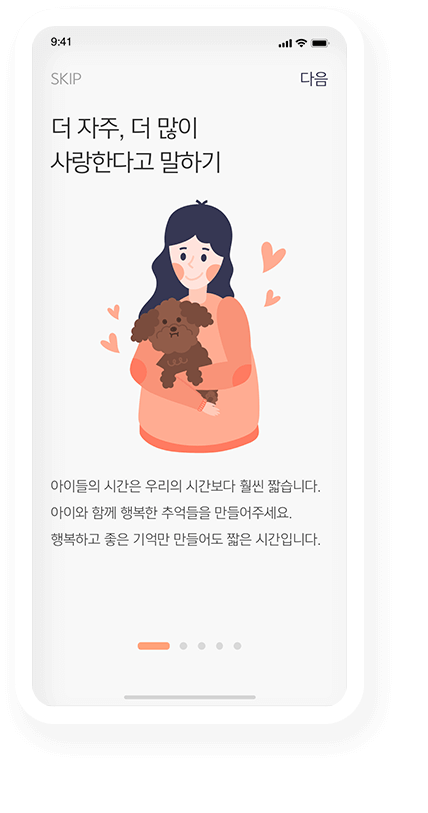 9:41
SKIP 다음
더 자주, 더 많이
사랑한다고 말하기
아이들의 시간은 우리의 시간보다 훨씬 짧습니다.
아이와 함께 행복한 추억들을 만들어주세요.
행복하고 좋은 기억만 만들어도 짧은 시간입니다.